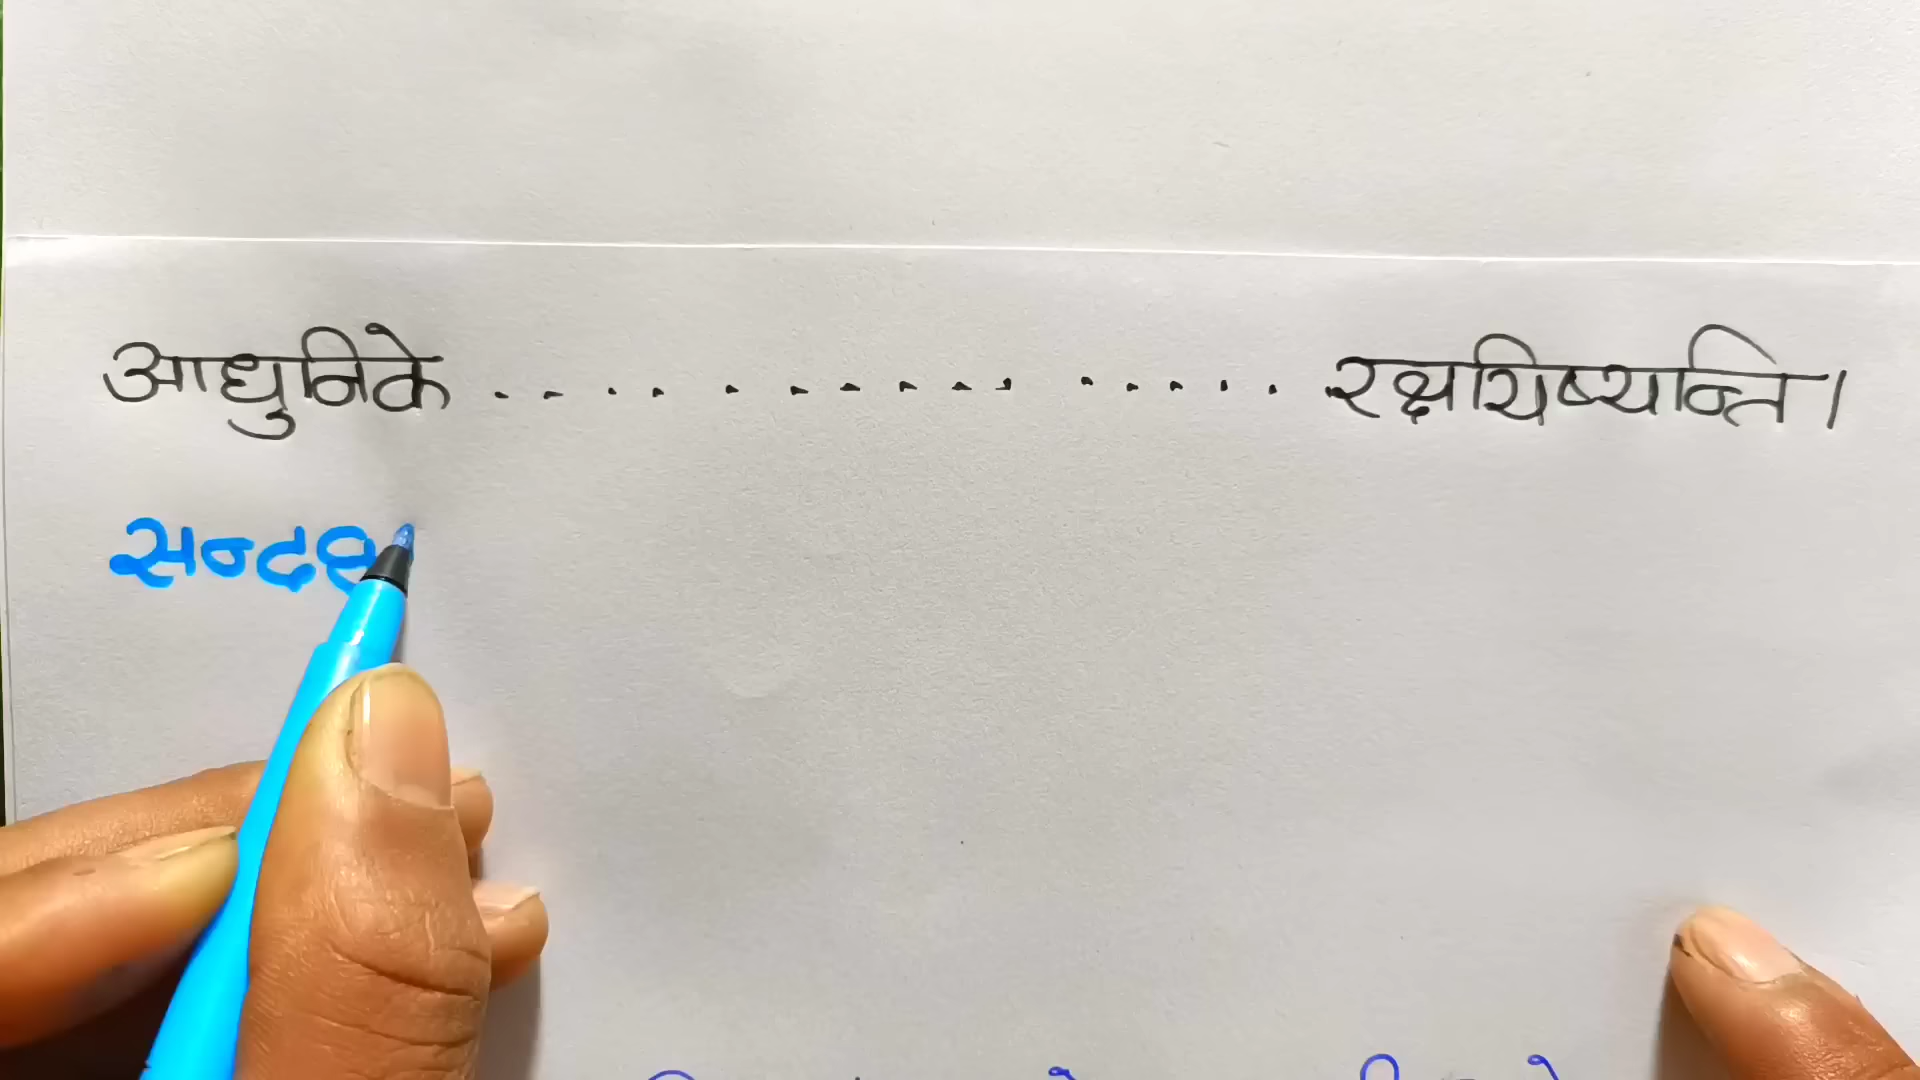 आधुनिके . . . . . . . . . . . . . . . रक्षयिष्यन्ति।
सन्दर्